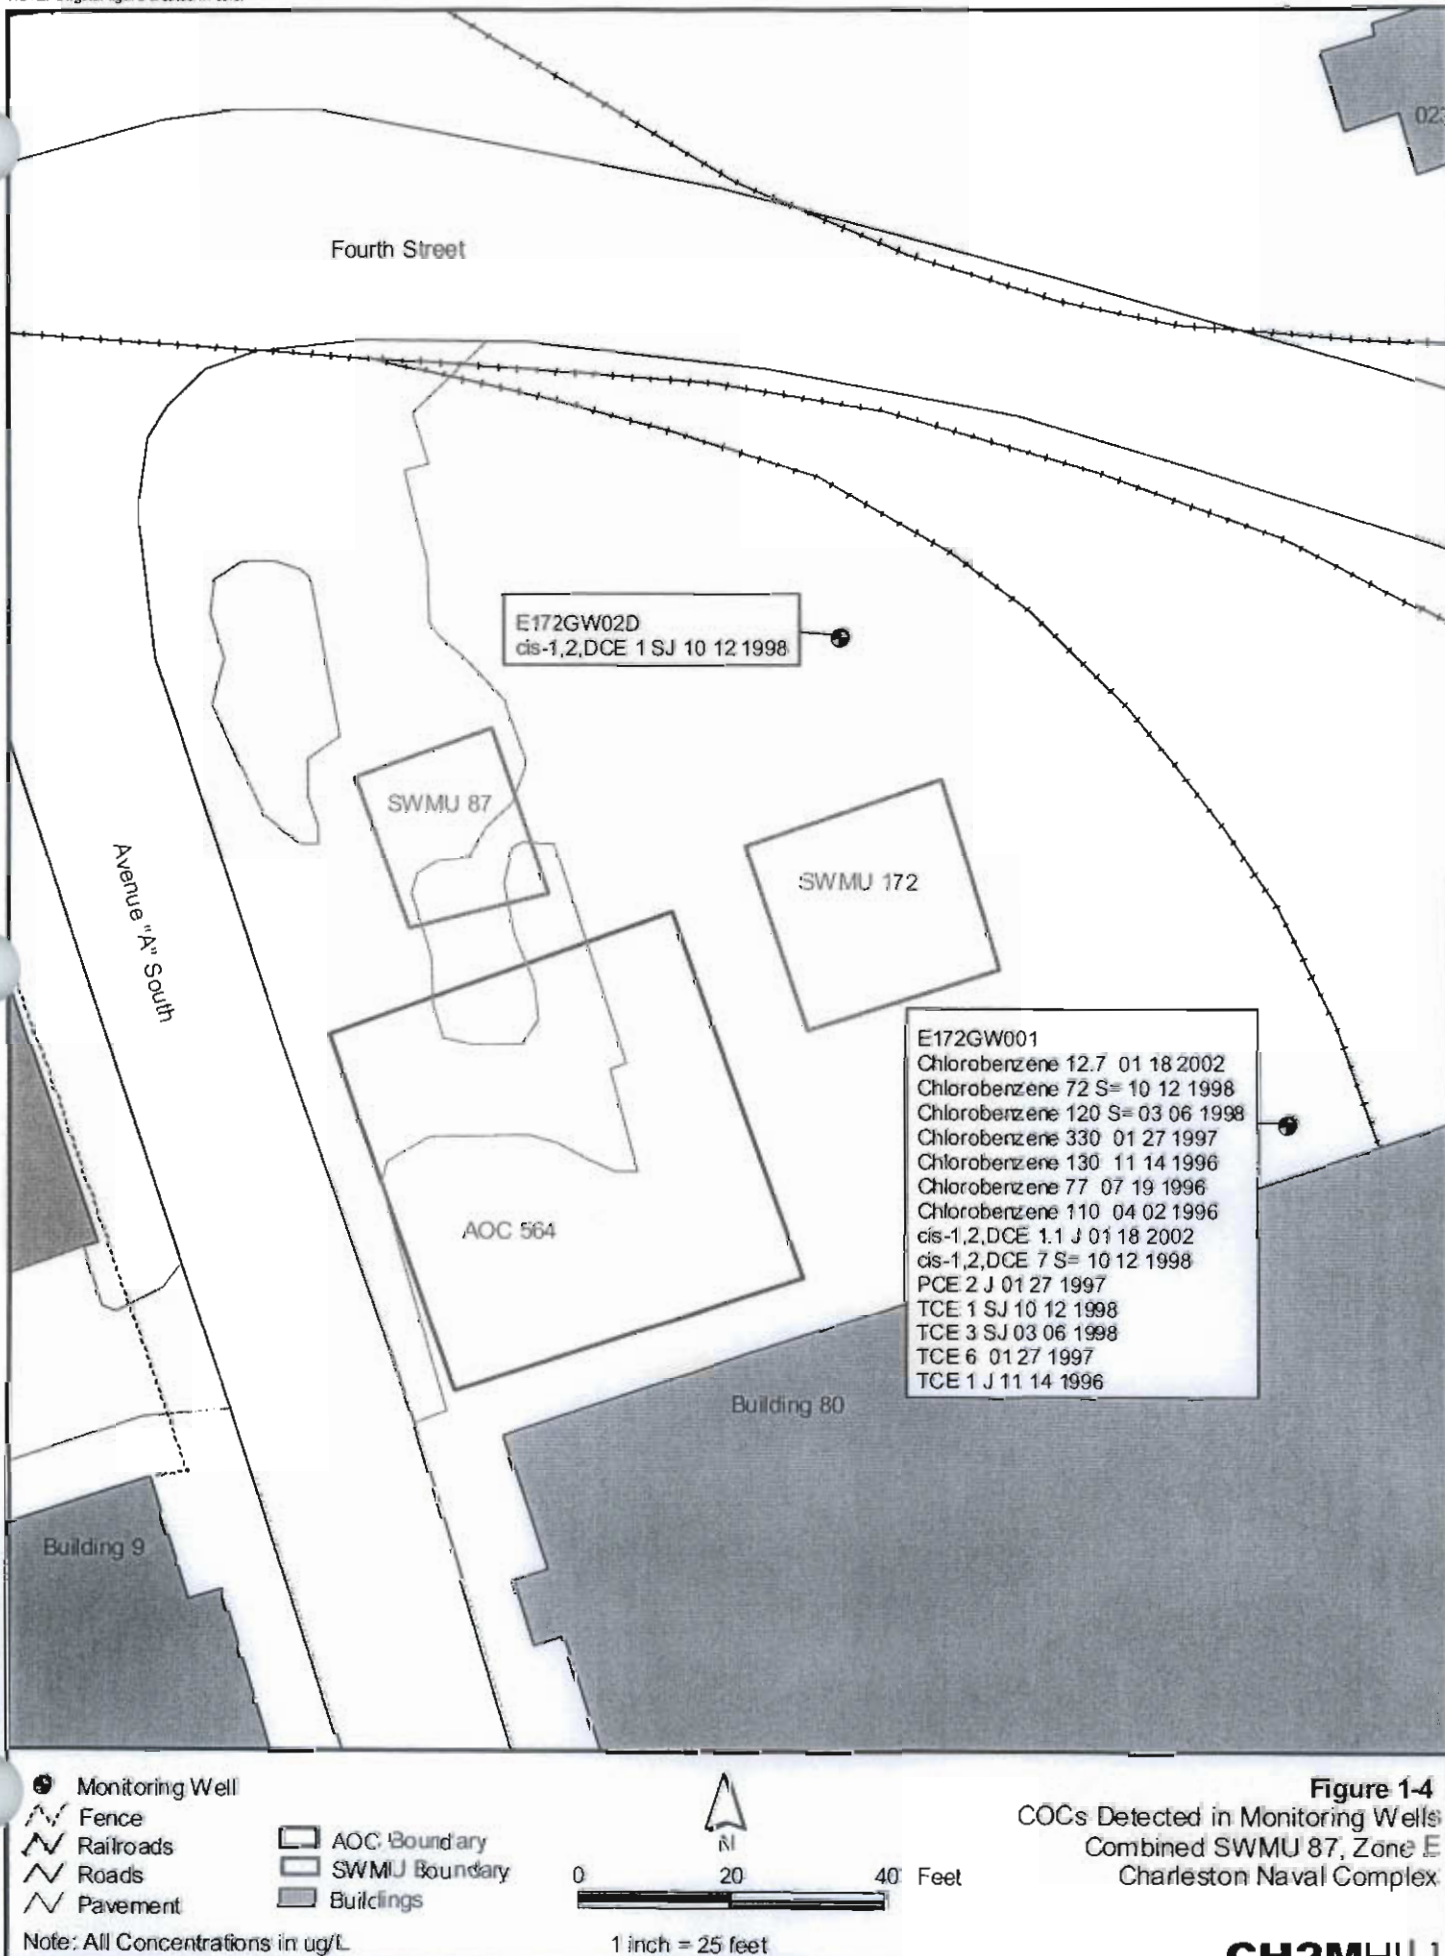 023
Fourth Street
E172GW02D
cis-1,2,DCE 1 SJ 10 12 1998
SWMU 87
SWMU 172
Avenue "A" South
E172GW001
Chlorobenzene 12.7 01 18 2002
Chlorobenzene 72 S= 10 12 1998
Chlorobenzene 120 S= 03 06 1998
Chlorobenzene 330 01 27 1997
Chlorobenzene 130 11 14 1996
Chlorobenzene 77 07 19 1996
Chlorobenzene 110 04 02 1996
cis-1,2,DCE 1.1 J 01 18 2002
cis-1,2,DCE 7 S= 10 12 1998
PCE 2 J 01 27 1997
TCE 1 SJ 10 12 1998
TCE 3 SJ 03 06 1998
TCE 6 01 27 1997
TCE 1 J 11 14 1996
AOC 564
Building 80
Building 9
Monitoring Well
Fence
Railroads
Roads
Pavement
AOC Boundary
SWMU Boundary
Buildings
Note: All Concentrations in ug/L
N
0 20 40 Feet
1 inch = 25 feet
Figure 1-4
COCs Detected in Monitoring Wells
Combined SWMU 87, Zone E
Charleston Naval Complex
CH2MHILL